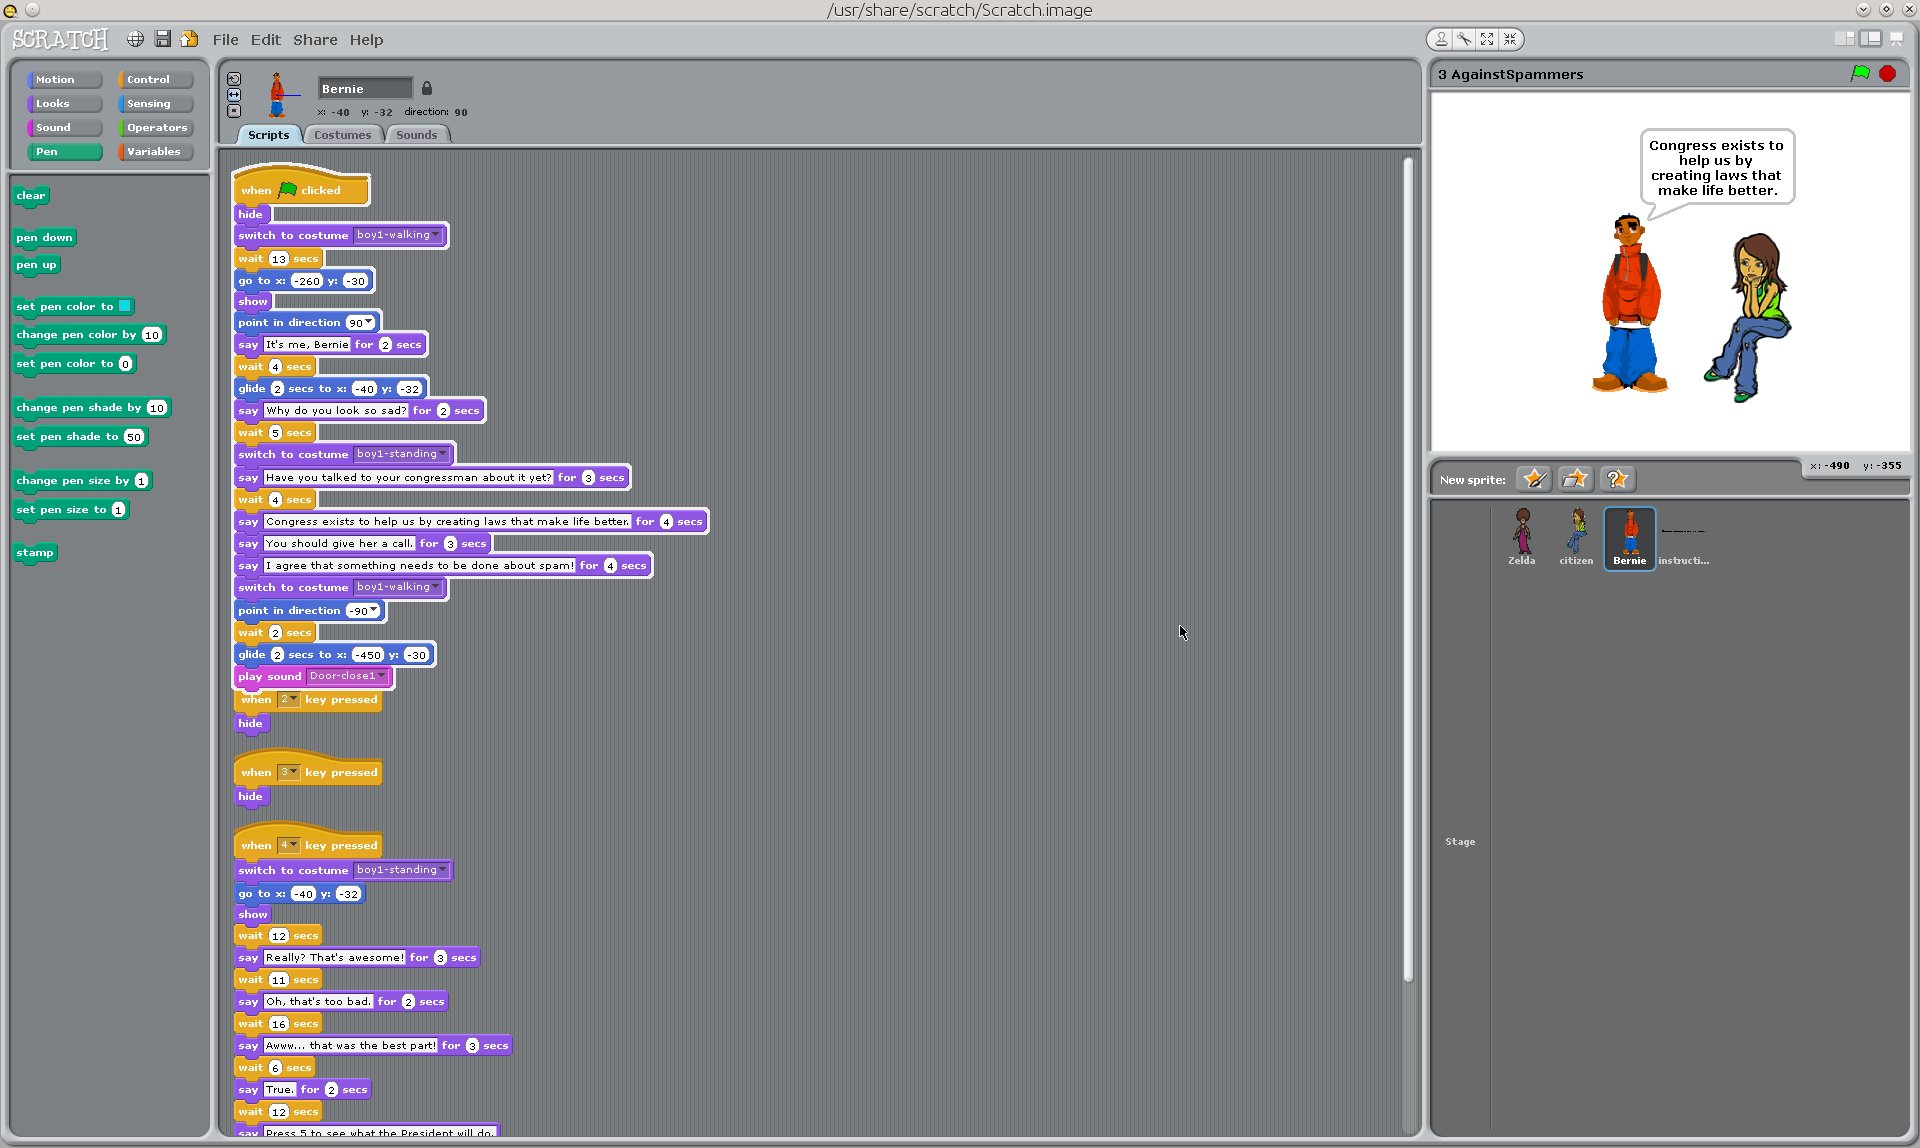 /usr/share/scratch/Scratch.image
SCRATCH File Edit Share Help
Motion Control
Looks Sensing
Sound Operators
Pen Variables
clear
pen down
pen up
set pen color to
change pen color by 10
set pen color to 0
change pen shade by 10
set pen shade to 50
change pen size by 1
set pen size to 1
stamp
Bernie
x: -40 y: -32 direction: 90
Scripts Costumes Sounds
when clicked
hide
switch to costume boy1-walking
wait 13 secs
go to x: -260 y: -30
show
point in direction 90
say It's me, Bernie for 2 secs
wait 4 secs
glide 2 secs to x: -40 y: -32
say Why do you look so sad? for 2 secs
wait 5 secs
switch to costume boy1-standing
say Have you talked to your congressman about it yet? for 3 secs
wait 4 secs
say Congress exists to help us by creating laws that make life better. for 4 secs
say You should give her a call. for 3 secs
say I agree that something needs to be done about spam! for 4 secs
switch to costume boy1-walking
point in direction -90
wait 2 secs
glide 2 secs to x: -450 y: -30
play sound Door-close1
when 2 key pressed
hide
when 3 key pressed
hide
when 4 key pressed
switch to costume boy1-standing
go to x: -40 y: -32
show
wait 12 secs
say Really? That's awesome! for 3 secs
wait 11 secs
say Oh, that's too bad. for 2 secs
wait 16 secs
say Awww... that was the best part! for 3 secs
wait 6 secs
say True. for 2 secs
wait 12 secs
say Press 5 to see what the President will do.
3 AgainstSpammers
Congress exists to
help us by
creating laws that
make life better.
x: -490 y: -355
New sprite:
Zelda citizen Bernie instructi...
Stage